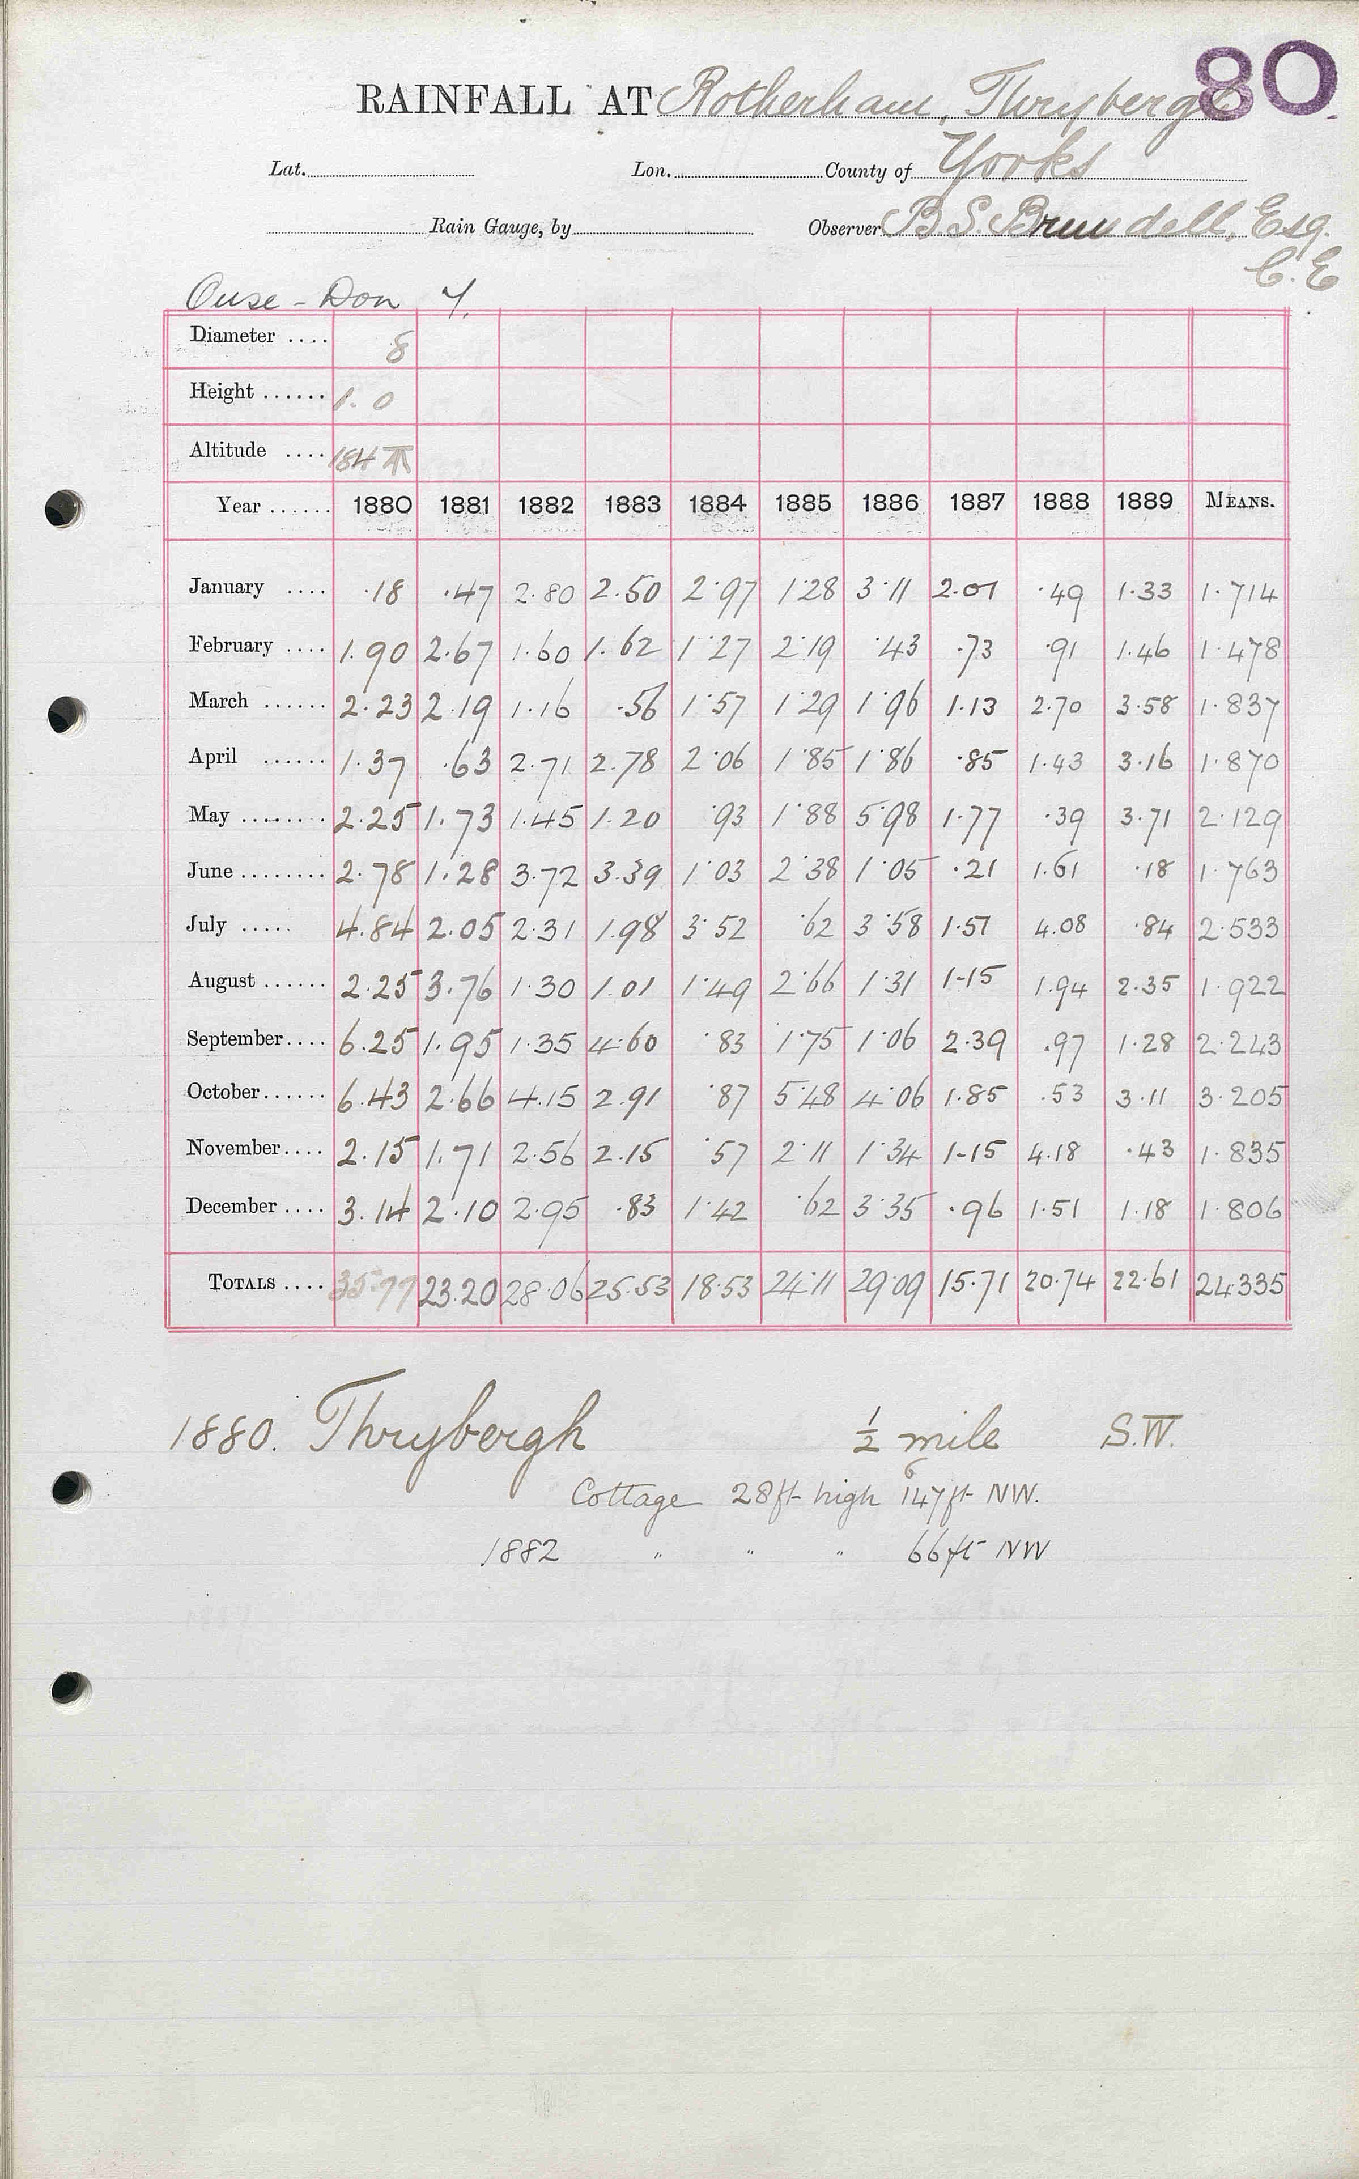 80
RAINFALL AT Rotherham, Thrybergh
Lat. Lon. County of Yorks
Rain Gauge, by Observer B.S. Brundell, Esq.
C.E
Ouse - Don 4.
Diameter .... 8
Height ...... 1. 0
Altitude .... 184
Year ...... 1880 1881 1882 1883 1884 1885 1886 1887 1888 1889 MEANS.
January .... .18 .47 2.80 2.50 2.97 1.28 3.11 2.01 .49 1.33 1.714
February .... 1.90 2.67 1.60 1.62 1.27 2.19 .43 .73 .91 1.46 1.478
March ...... 2.23 2.19 1.16 .56 1.57 1.29 1.96 1.13 2.70 3.58 1.837
April ...... 1.37 .63 2.71 2.78 2.06 1.85 1.86 .85 1.43 3.16 1.870
May ........ 2.25 1.73 1.45 1.20 .93 1.88 5.98 1.77 .39 3.71 2.129
June ........ 2.78 1.28 3.72 3.39 1.03 2.38 1.05 .21 1.61 .18 1.763
July ..... 4.84 2.05 2.31 1.98 3.52 .62 3.58 1.51 4.08 .84 2.533
August ...... 2.25 3.76 1.30 1.01 1.49 2.66 1.31 1.15 1.94 2.35 1.922
September.... 6.25 1.95 1.35 4.60 .83 1.75 1.06 2.39 .97 1.28 2.243
October...... 6.43 2.66 4.15 2.91 .87 5.48 4.06 1.85 .53 3.11 3.205
November.... 2.15 1.71 2.56 2.15 .57 2.11 1.34 1.15 4.18 .43 1.835
December .... 3.14 2.10 2.95 .83 1.42 .62 3.35 .96 1.51 1.18 1.806
TOTALS .... 35.77 23.20 28.06 25.53 18.53 24.11 29.09 15.71 20.74 22.61 24.335
1880. Thrybergh ½ mile S.W.
6
Cottage 28ft high 147ft NW.
1882 " " " 66ft NW